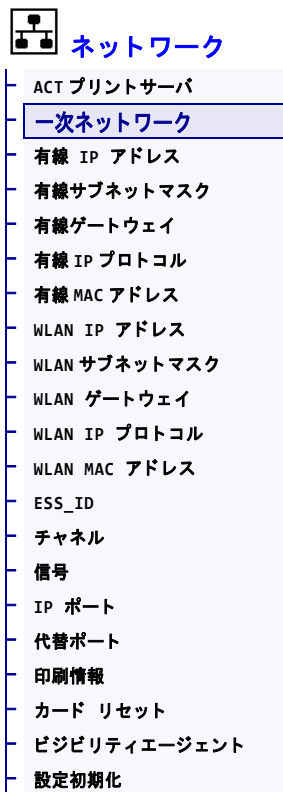 ネットワーク
ACT プリントサーバ
一次ネットワーク
有線 IP アドレス
有線サブネットマスク
有線ゲートウェイ
有線 IP プロトコル
有線 MAC アドレス
WLAN IP アドレス
WLAN サブネットマスク
WLAN ゲートウェイ
WLAN IP プロトコル
WLAN MAC アドレス
ESS_ID
チャネル
信号
IP ポート
代替ポート
印刷情報
カード リセット
ビジビリティエージェント
設定初期化